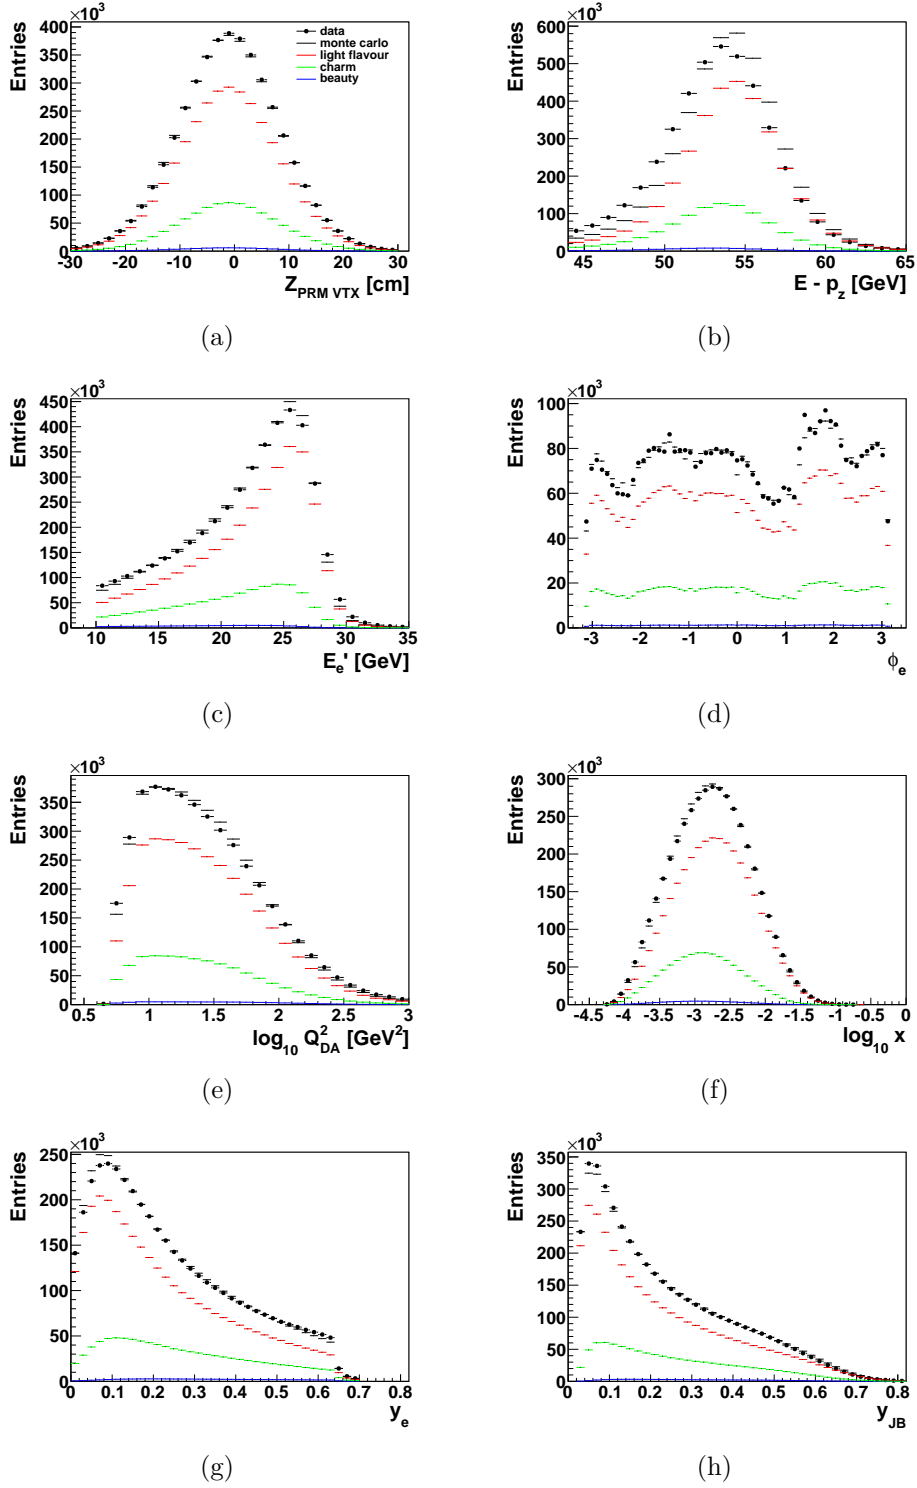 ×10³
×10³
Entries
400
350
300
250
200
150
100
50
0
data
monte carlo
light flavour
charm
beauty
-30 -20 -10 0 10 20 30
Z_PRM VTX [cm]
Entries
600
500
400
300
200
100
0
45 50 55 60 65
E - p_z [GeV]
(a)
(b)
×10³
Entries
450
400
350
300
250
200
150
100
50
0
10 15 20 25 30 35
E_e' [GeV]
×10³
Entries
100
80
60
40
20
0
-3 -2 -1 0 1 2 3
ϕ_e
(c)
(d)
×10³
Entries
350
300
250
200
150
100
50
0
0.5 1 1.5 2 2.5 3
log₁₀ Q²_DA [GeV²]
×10³
Entries
300
250
200
150
100
50
0
-4.5 -4 -3.5 -3 -2.5 -2 -1.5 -1 -0.5 0
log₁₀ x
(e)
(f)
×10³
Entries
250
200
150
100
50
0
0 0.1 0.2 0.3 0.4 0.5 0.6 0.7 0.8
y_e
×10³
Entries
350
300
250
200
150
100
50
0
0 0.1 0.2 0.3 0.4 0.5 0.6 0.7 0.8
y_JB
(g)
(h)